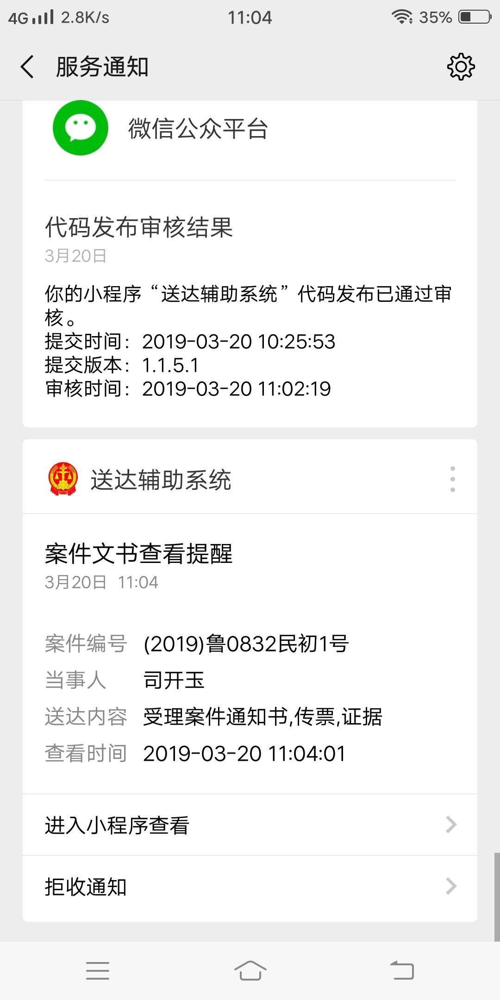 4G 2.8K/s 11:04 35%
服务通知
微信公众平台
代码发布审核结果
3月20日
你的小程序“送达辅助系统”代码发布已通过审
核。
提交时间：2019-03-20 10:25:53
提交版本：1.1.5.1
审核时间：2019-03-20 11:02:19
送达辅助系统
案件文书查看提醒
3月20日 11:04
案件编号 (2019)鲁0832民初1号
当事人 司开玉
送达内容 受理案件通知书,传票,证据
查看时间 2019-03-20 11:04:01
进入小程序查看
拒收通知